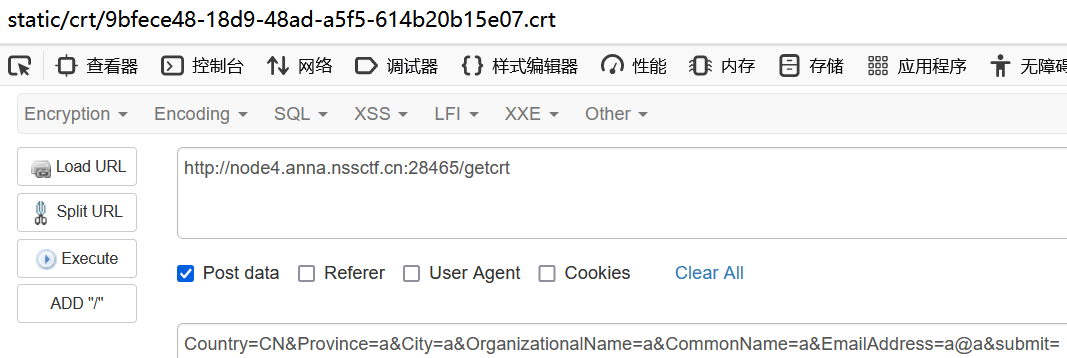 static/crt/9bfece48-18d9-48ad-a5f5-614b20b15e07.crt
查看器 控制台 网络 调试器 样式编辑器 性能 内存 存储 应用程序 无障碍
Encryption Encoding SQL XSS LFI XXE Other
Load URL
http://node4.anna.nssctf.cn:28465/getcrt
Split URL
Execute
Post data Referer User Agent Cookies Clear All
ADD "/"
Country=CN&Province=a&City=a&OrganizationalName=a&CommonName=a&EmailAddress=a@a&submit=